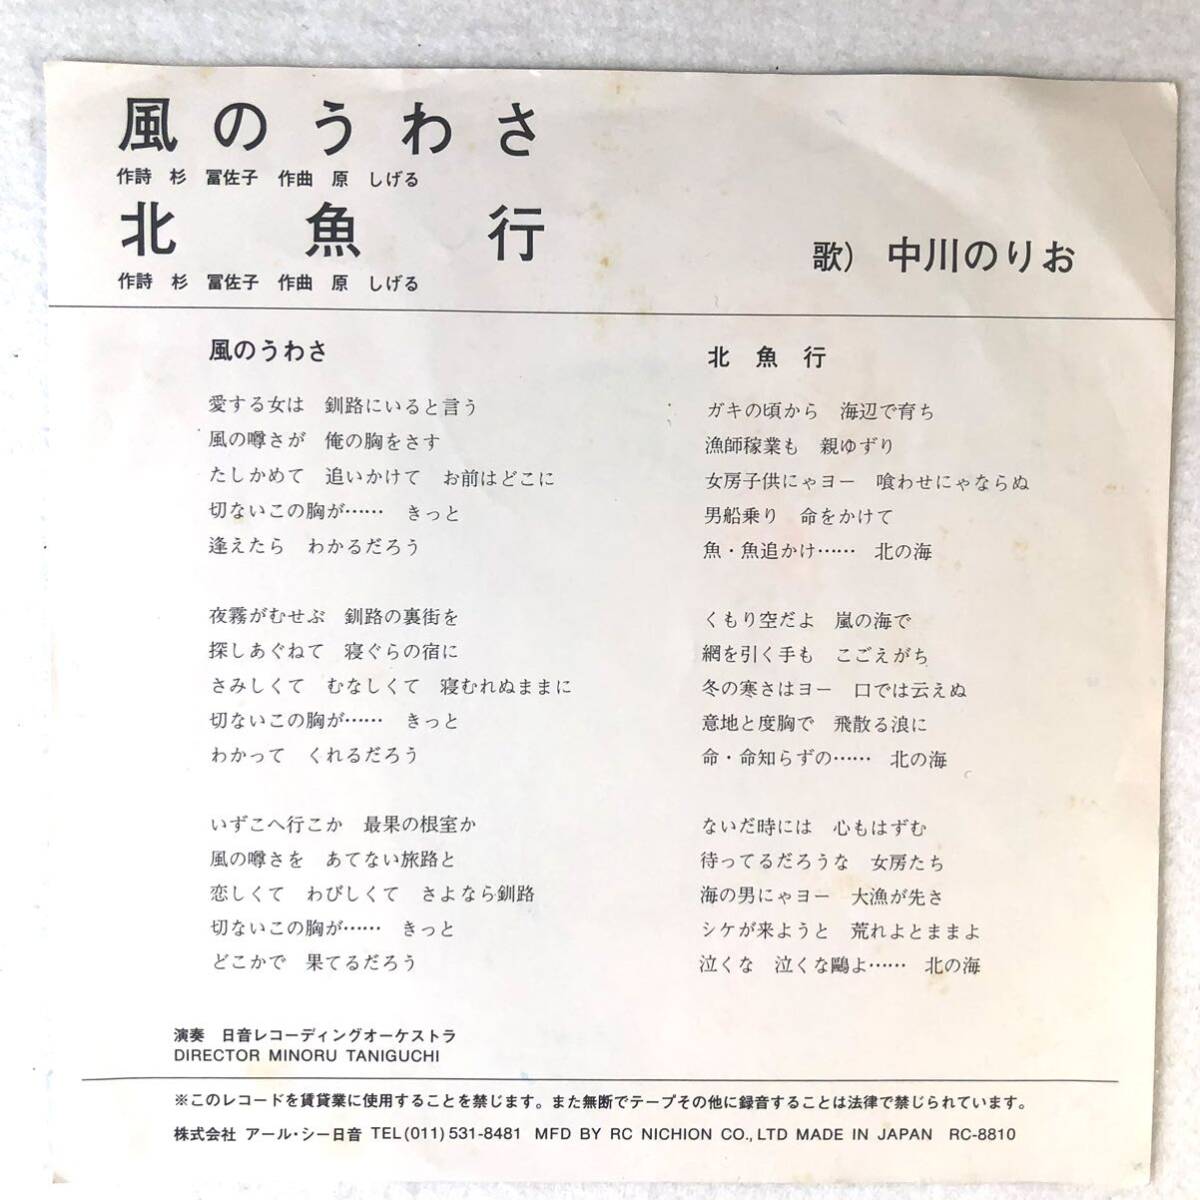 風のうわさ
作詩 杉 冨佐子 作曲 原 しげる
北魚行
作詩 杉 冨佐子 作曲 原 しげる
歌) 中川のりお
風のうわさ
愛する女は 釧路にいると言う
風の噂さが 俺の胸をさす
たしかめて 追いかけて お前はどこに
切ないこの胸が…… きっと
逢えたら わかるだろう
夜霧がむせぶ 釧路の裏街を
探しあぐねて 寝ぐらの宿に
さみしくて むなしくて 寝むれぬままに
切ないこの胸が…… きっと
わかって くれるだろう
いずこへ行こか 最果の根室か
風の噂さを あてない旅路と
恋しくて わびしくて さよなら釧路
切ないこの胸が…… きっと
どこかで 果てるだろう
北魚行
ガキの頃から 海辺で育ち
漁師稼業も 親ゆずり
女房子供にゃヨー 喰わせにゃならぬ
男船乗り 命をかけて
魚・魚追かけ…… 北の海
くもり空だよ 嵐の海で
網を引く手も こごえがち
冬の寒さはヨー 口では云えぬ
意地と度胸で 飛散る浪に
命・命知らずの…… 北の海
ないだ時には 心もはずむ
待ってるだろうな 女房たち
海の男にゃヨー 大漁が先さ
シケが来ようと 荒れよとままよ
泣くな 泣くな鷗よ…… 北の海
演奏 日音レコーディングオーケストラ
DIRECTOR MINORU TANIGUCHI
※このレコードを賃貸業に使用することを禁じます。また無断でテープその他に録音することは法律で禁じられています。
株式会社 アール・シー日音 TEL(011)531-8481 MFD BY RC NICHION CO.,LTD MADE IN JAPAN RC-8810